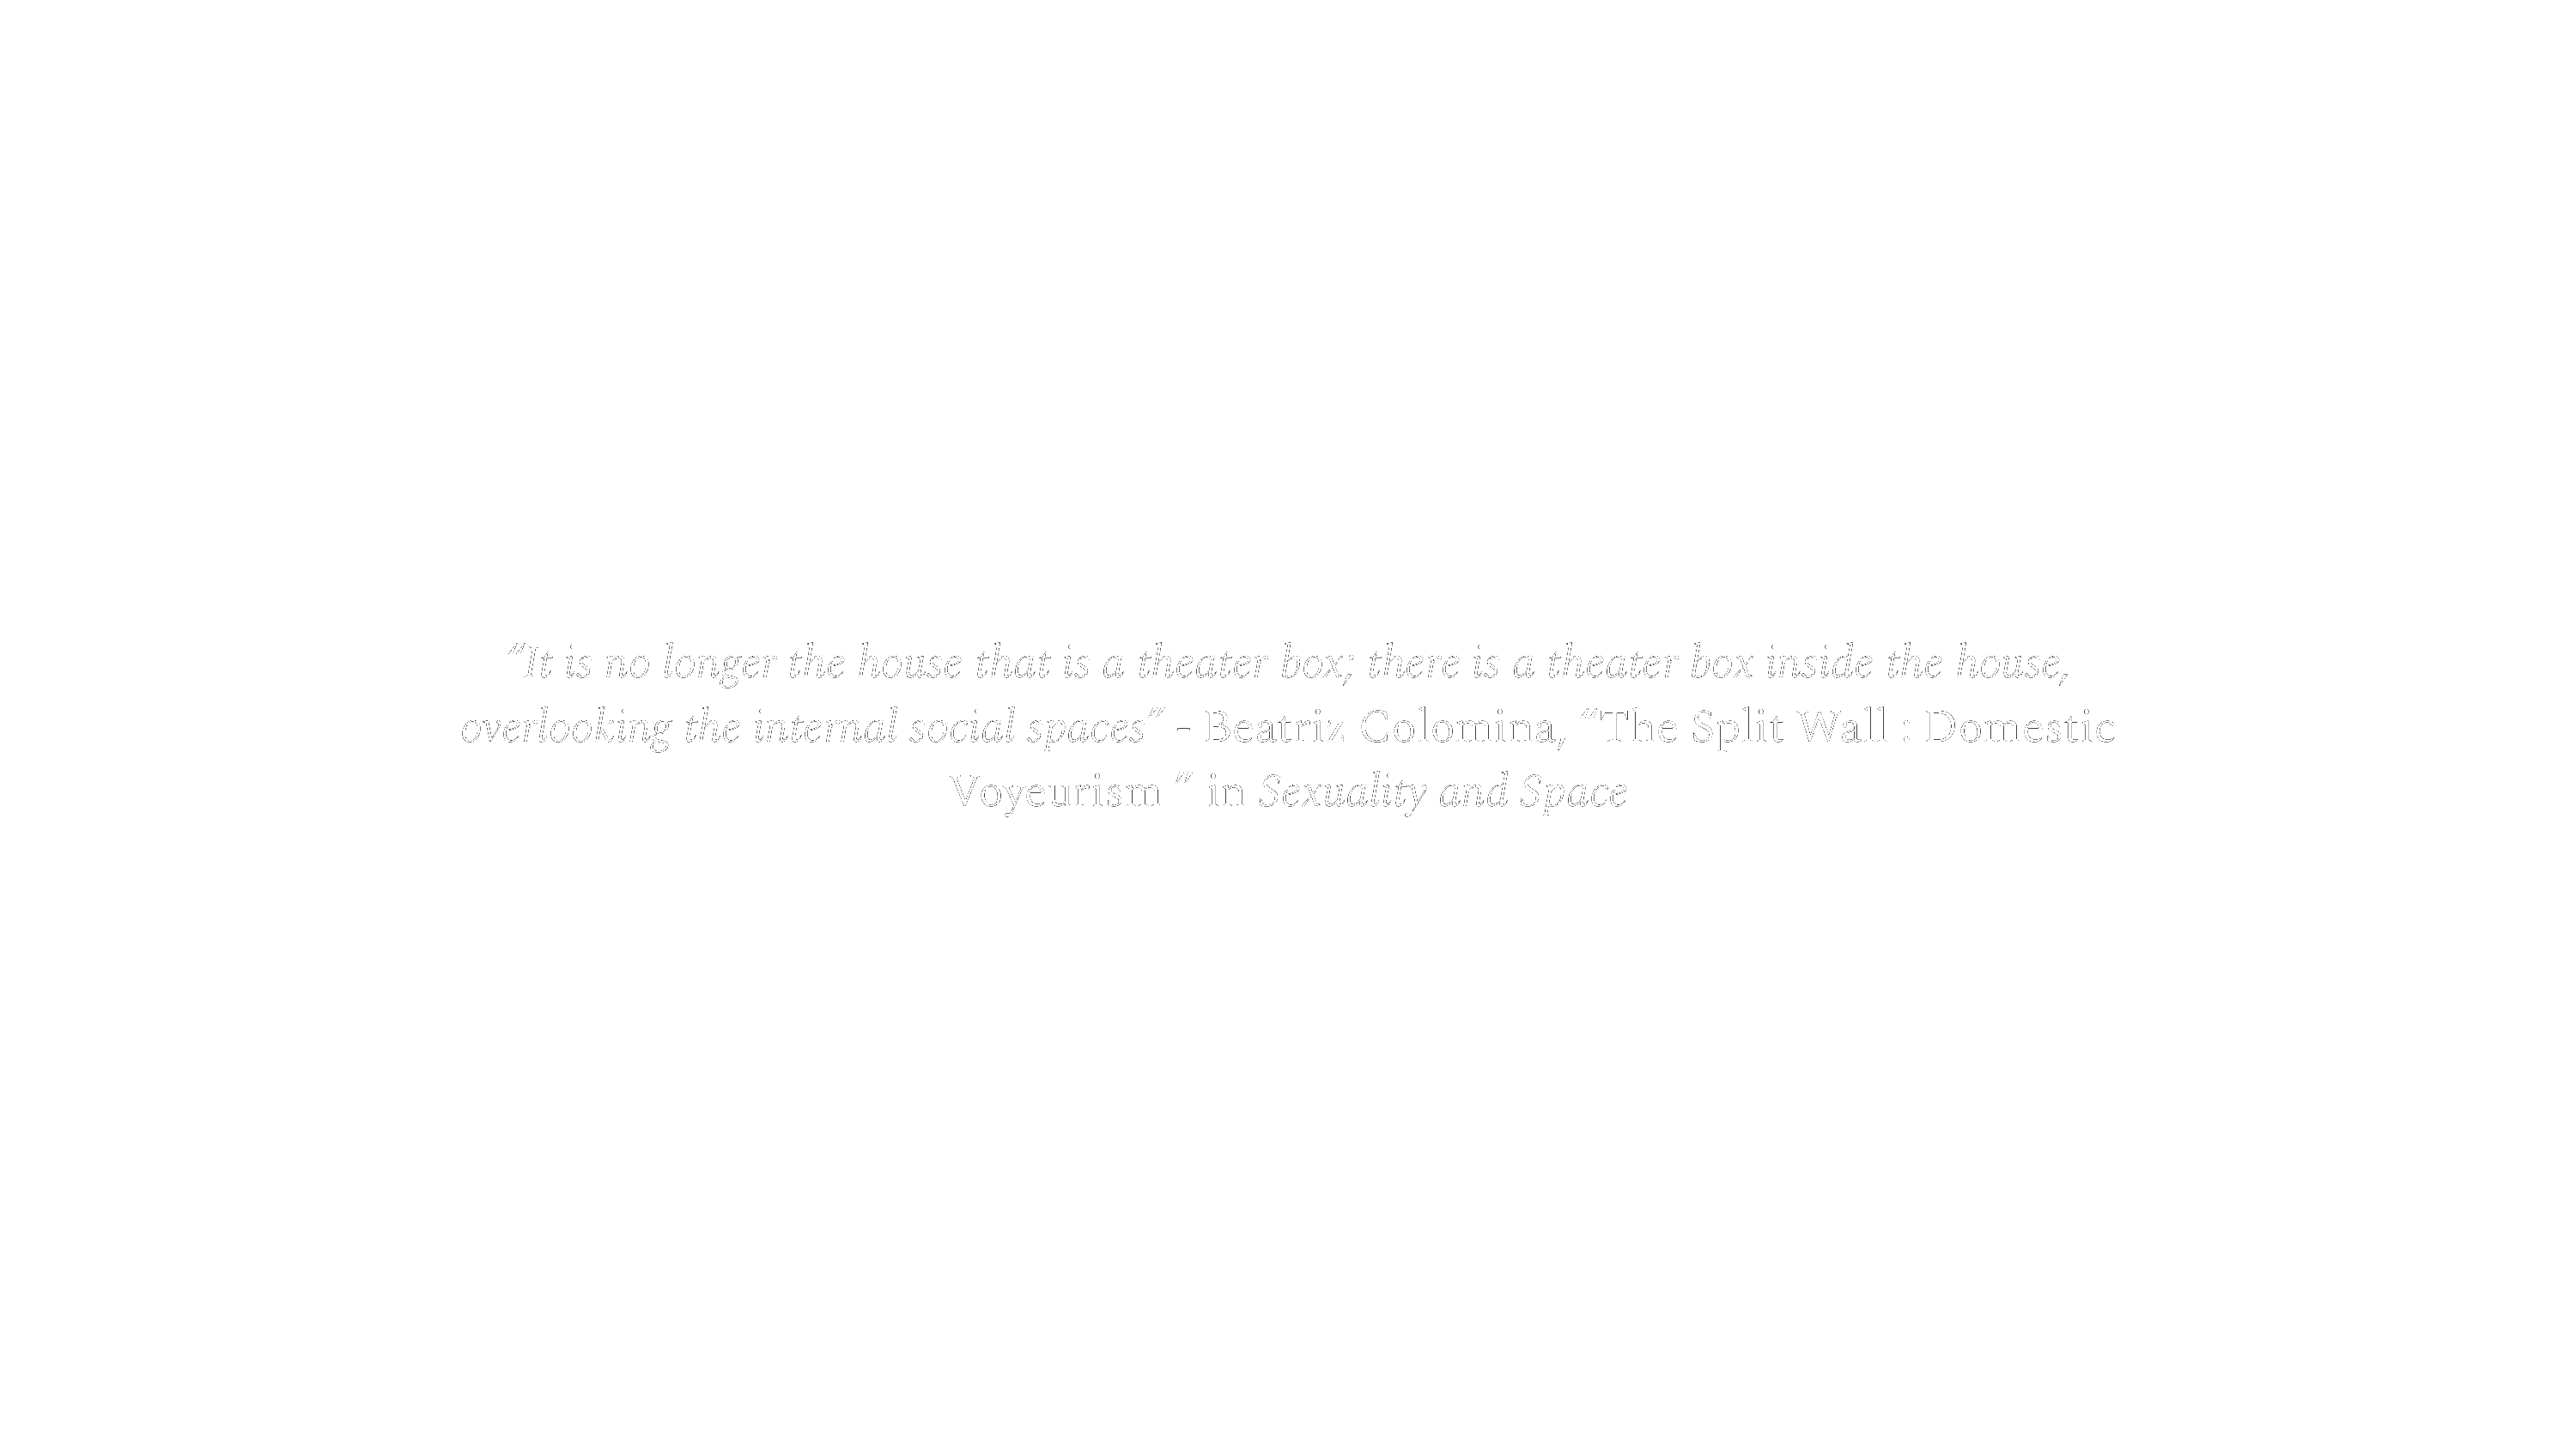 “It is no longer the house that is a theater box; there is a theater box inside the house,
overlooking the internal social spaces” - Beatriz Colomina, “The Split Wall : Domestic
Voyeurism ” in Sexuality and Space